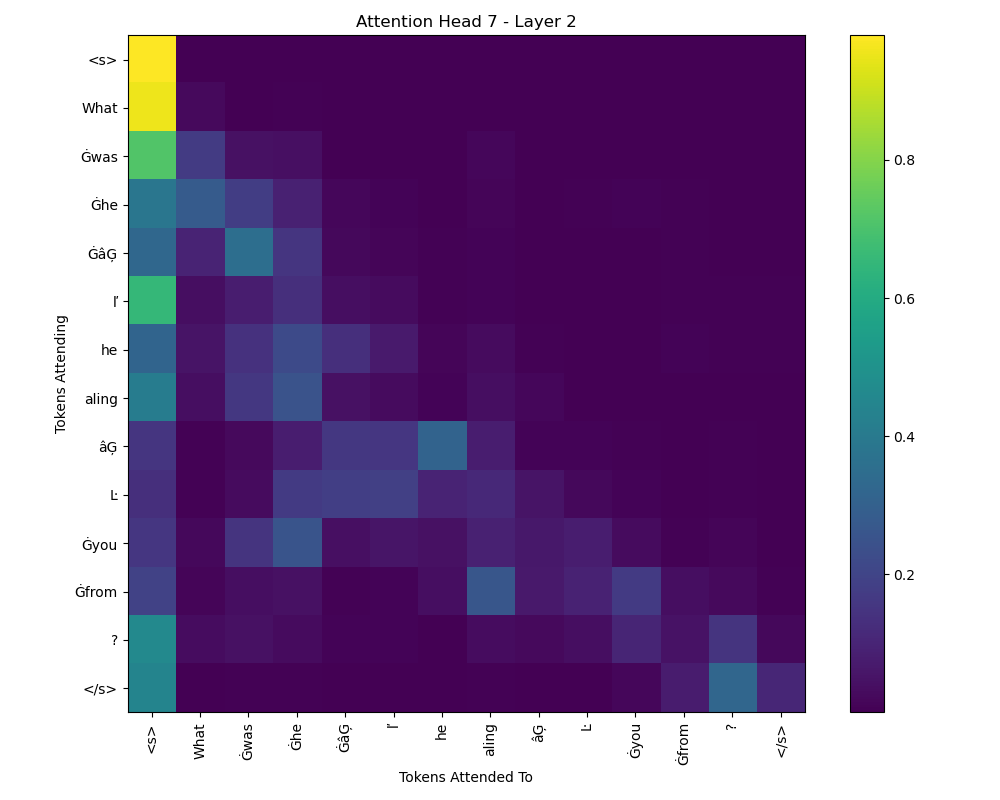 Attention Head 7 - Layer 2
Tokens Attending
<s>
What
Ġwas
Ġhe
ĠâĢ
ľ
he
aling
âĢ
Ŀ
Ġyou
Ġfrom
?
</s>
<s>
What
Ġwas
Ġhe
ĠâĢ
ľ
he
aling
âĢ
Ŀ
Ġyou
Ġfrom
?
</s>
Tokens Attended To
0.8
0.6
0.4
0.2